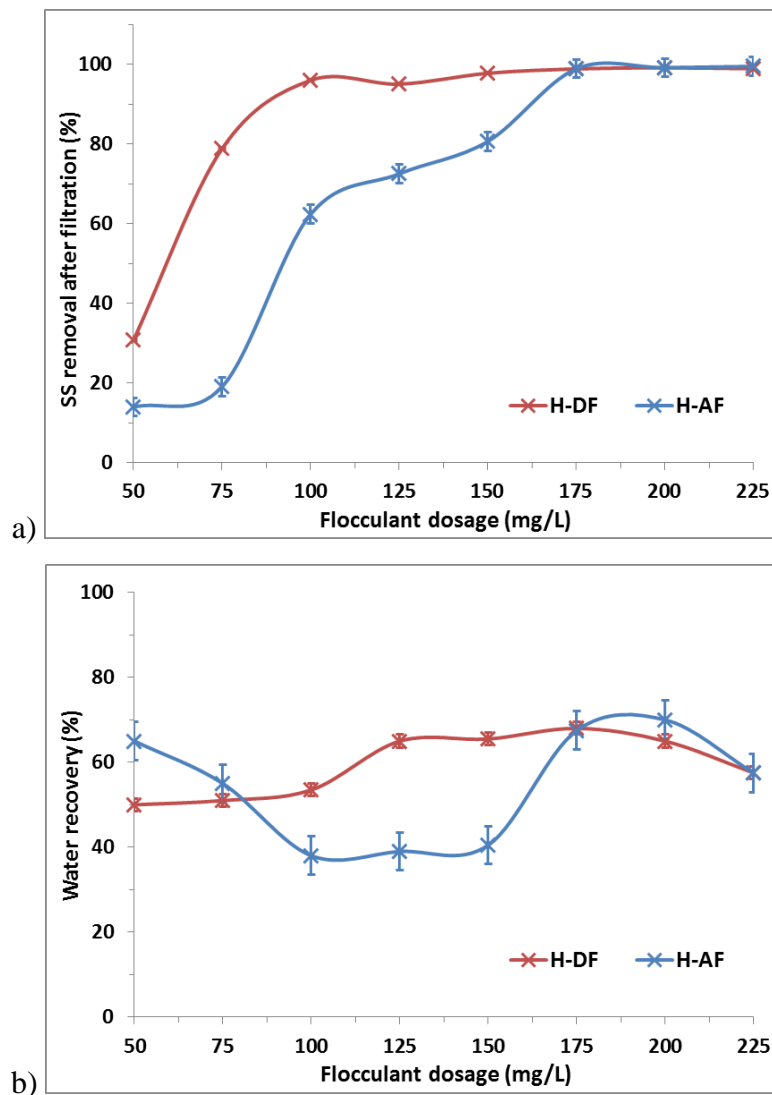 100
80
60
40
20
0
SS removal after filtration (%)
H-DF H-AF
50 75 100 125 150 175 200 225
Flocculant dosage (mg/L)
a)
100
80
60
40
20
0
Water recovery (%)
H-DF H-AF
50 75 100 125 150 175 200 225
Flocculant dosage (mg/L)
b)